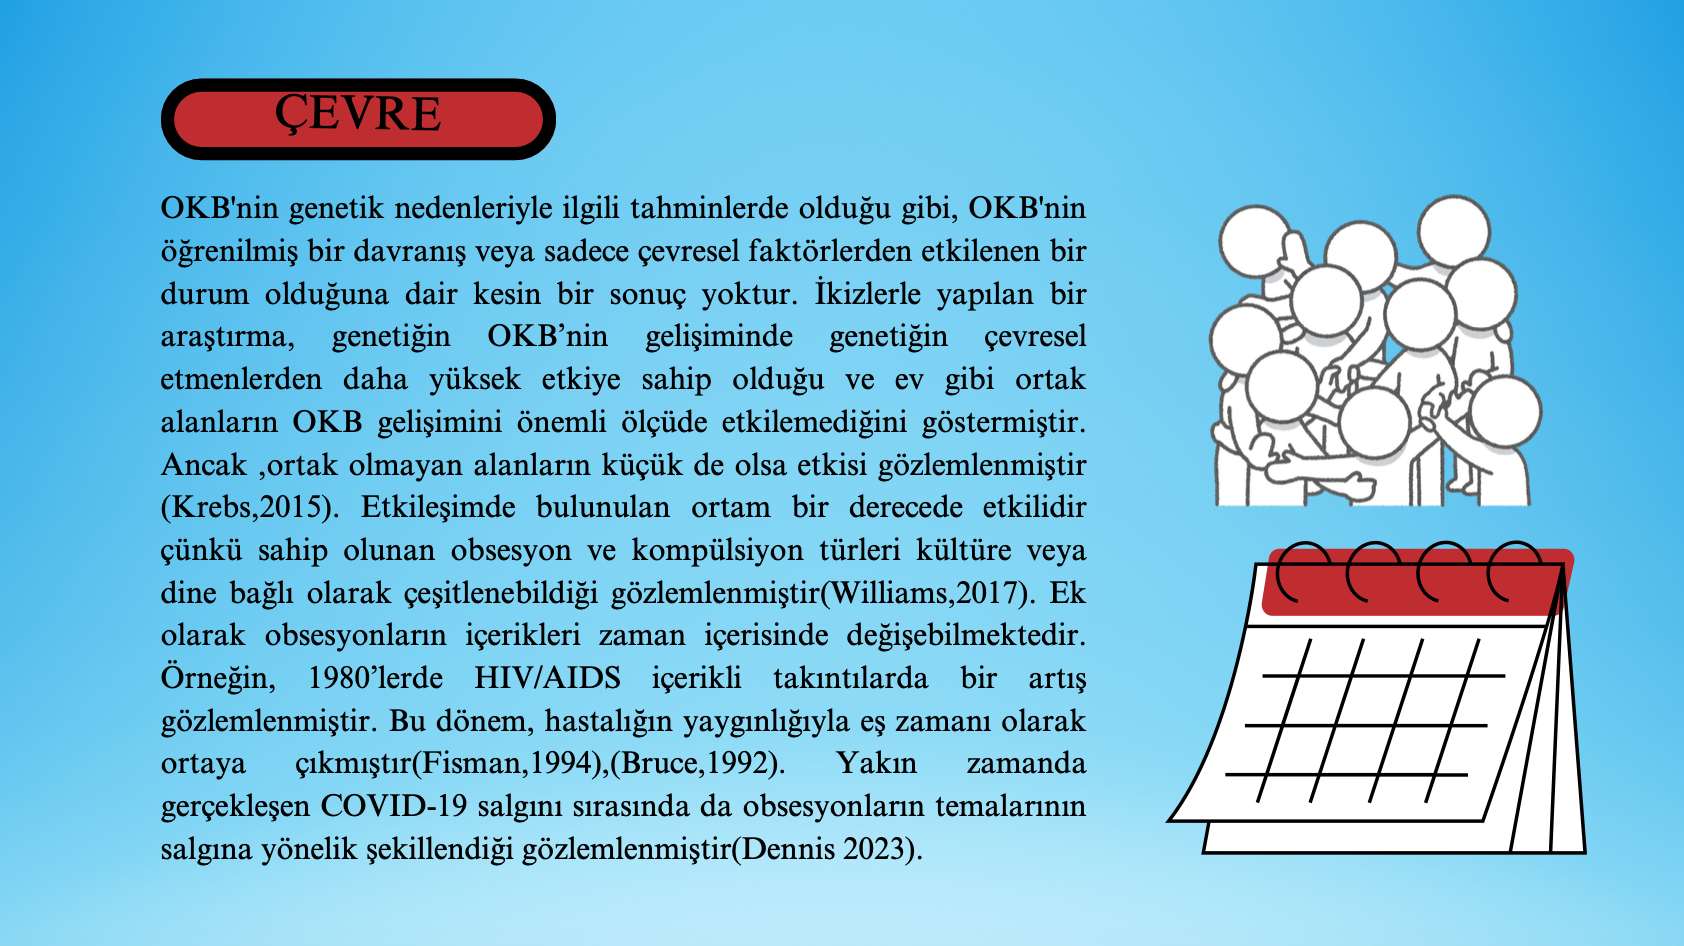 ÇEVRE
OKB'nin genetik nedenleriyle ilgili tahminlerde olduğu gibi, OKB'nin
öğrenilmiş bir davranış veya sadece çevresel faktörlerden etkilenen bir
durum olduğuna dair kesin bir sonuç yoktur. İkizlerle yapılan bir
araştırma, genetiğin OKB’nin gelişiminde genetiğin çevresel
etmenlerden daha yüksek etkiye sahip olduğu ve ev gibi ortak
alanların OKB gelişimini önemli ölçüde etkilemediğini göstermiştir.
Ancak ,ortak olmayan alanların küçük de olsa etkisi gözlemlenmiştir
(Krebs,2015). Etkileşimde bulunulan ortam bir derecede etkilidir
çünkü sahip olunan obsesyon ve kompülsiyon türleri kültüre veya
dine bağlı olarak çeşitlenebildiği gözlemlenmiştir(Williams,2017). Ek
olarak obsesyonların içerikleri zaman içerisinde değişebilmektedir.
Örneğin, 1980’lerde HIV/AIDS içerikli takıntılarda bir artış
gözlemlenmiştir. Bu dönem, hastalığın yaygınlığıyla eş zamanı olarak
ortaya çıkmıştır(Fisman,1994),(Bruce,1992). Yakın zamanda
gerçekleşen COVID-19 salgını sırasında da obsesyonların temalarının
salgına yönelik şekillendiği gözlemlenmiştir(Dennis 2023).